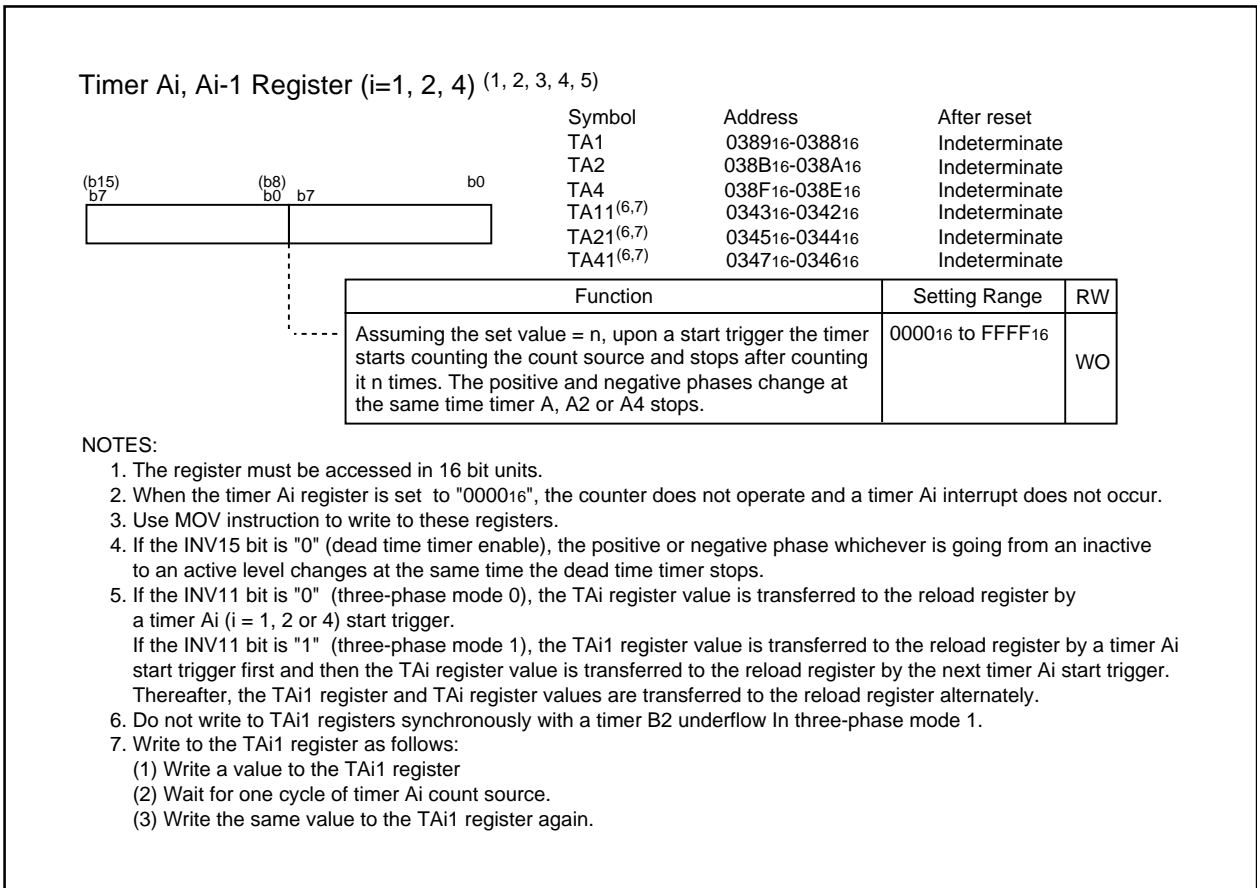 Timer Ai, Ai-1 Register (i=1, 2, 4) (1, 2, 3, 4, 5)
Symbol Address After reset
TA1 038916-038816 Indeterminate
TA2 038B16-038A16 Indeterminate
TA4 038F16-038E16 Indeterminate
TA11(6,7) 034316-034216 Indeterminate
TA21(6,7) 034516-034416 Indeterminate
TA41(6,7) 034716-034616 Indeterminate
(b15) (b8)
b7 b0 b7 b0
Function Setting Range RW
Assuming the set value = n, upon a start trigger the timer
starts counting the count source and stops after counting
it n times. The positive and negative phases change at
the same time timer A, A2 or A4 stops.
000016 to FFFF16
WO
NOTES:
1. The register must be accessed in 16 bit units.
2. When the timer Ai register is set to "000016", the counter does not operate and a timer Ai interrupt does not occur.
3. Use MOV instruction to write to these registers.
4. If the INV15 bit is "0" (dead time timer enable), the positive or negative phase whichever is going from an inactive
to an active level changes at the same time the dead time timer stops.
5. If the INV11 bit is "0" (three-phase mode 0), the TAi register value is transferred to the reload register by
a timer Ai (i = 1, 2 or 4) start trigger.
If the INV11 bit is "1" (three-phase mode 1), the TAi1 register value is transferred to the reload register by a timer Ai
start trigger first and then the TAi register value is transferred to the reload register by the next timer Ai start trigger.
Thereafter, the TAi1 register and TAi register values are transferred to the reload register alternately.
6. Do not write to TAi1 registers synchronously with a timer B2 underflow In three-phase mode 1.
7. Write to the TAi1 register as follows:
(1) Write a value to the TAi1 register
(2) Wait for one cycle of timer Ai count source.
(3) Write the same value to the TAi1 register again.